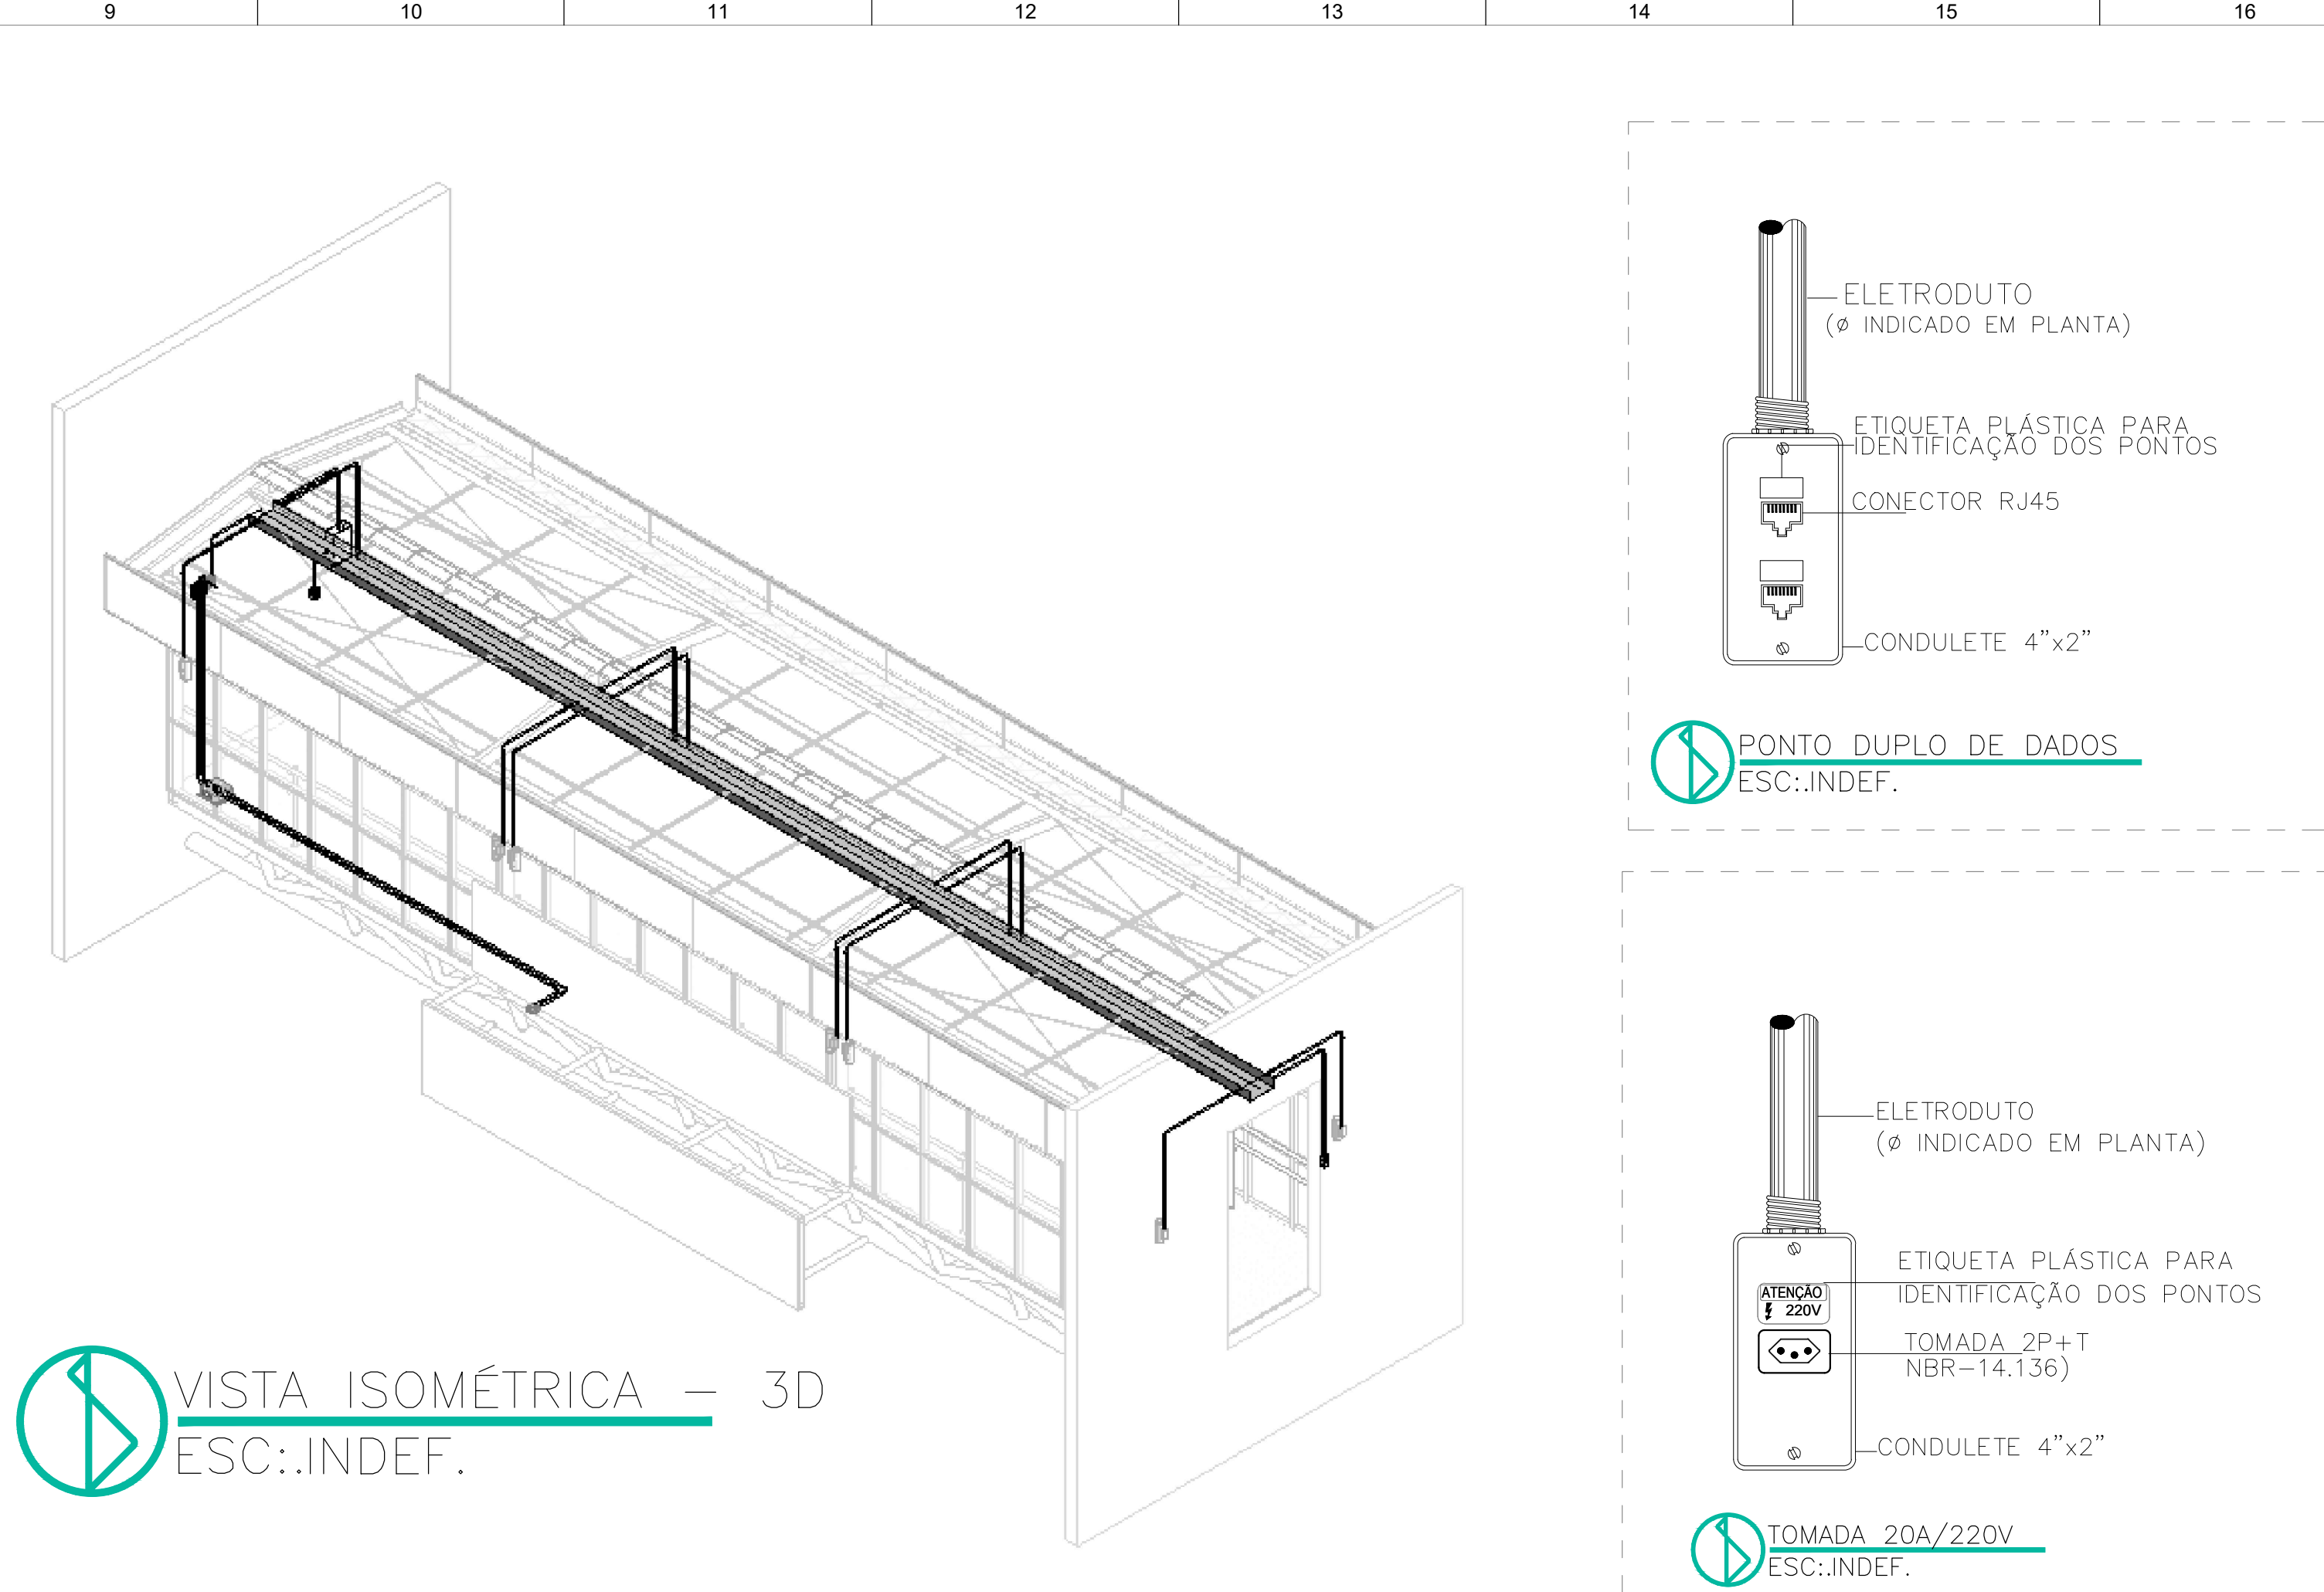 9 10 11 12 13 14 15 16
ELETRODUTO
(ø INDICADO EM PLANTA)
ETIQUETA PLÁSTICA PARA
IDENTIFICAÇÃO DOS PONTOS
CONECTOR RJ45
CONDULETE 4"x2"
PONTO DUPLO DE DADOS
ESC:.INDEF.
ELETRODUTO
(ø INDICADO EM PLANTA)
ETIQUETA PLÁSTICA PARA
IDENTIFICAÇÃO DOS PONTOS
ATENÇÃO
220V
TOMADA 2P+T
NBR-14.136)
CONDULETE 4"x2"
TOMADA 20A/220V
ESC:.INDEF.
VISTA ISOMÉTRICA - 3D
ESC:.INDEF.